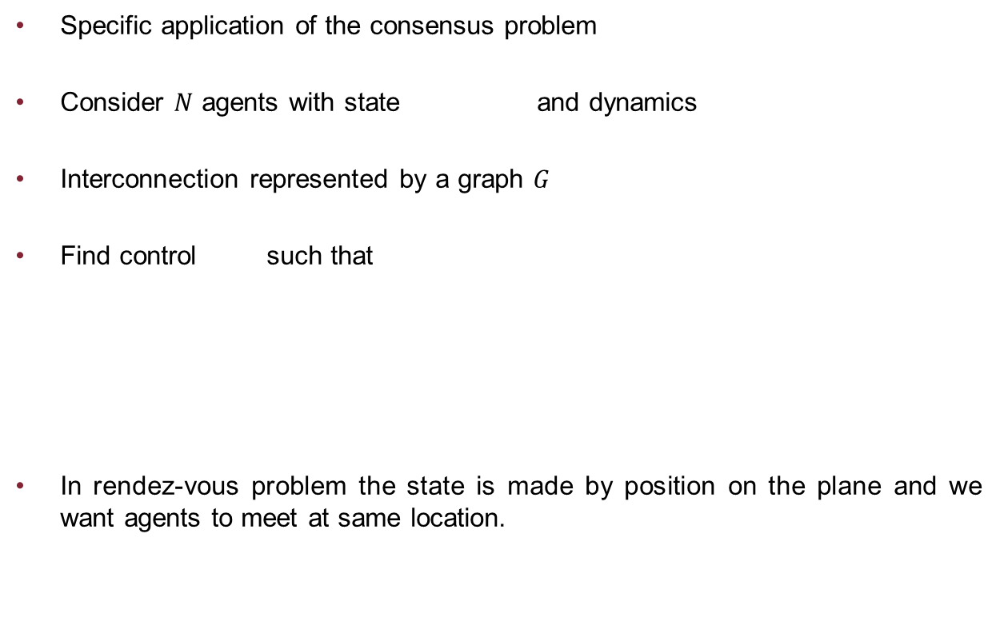 • Specific application of the consensus problem
• Consider N agents with state and dynamics
• Interconnection represented by a graph G
• Find control such that
• In rendez-vous problem the state is made by position on the plane and we
want agents to meet at same location.